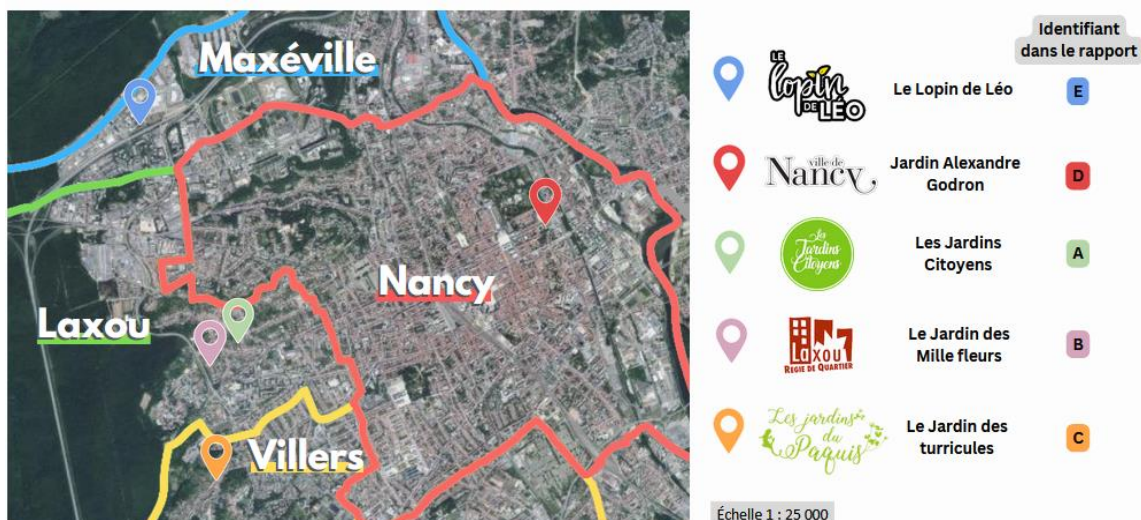 Maxéville
Nancy
Laxou
Villers
Identifiant
dans le rapport
LE
lopin
DE LÉO
Le Lopin de Léo
E
ville de
Nancy
Jardin Alexandre
Godron
D
Les
Jardins
Citoyens
Les Jardins
Citoyens
A
LAXOU
RÉGIE DE QUARTIER
Le Jardin des
Mille fleurs
B
Les jardins
du
Paquis
Le Jardin des
turricules
C
Échelle 1 : 25 000